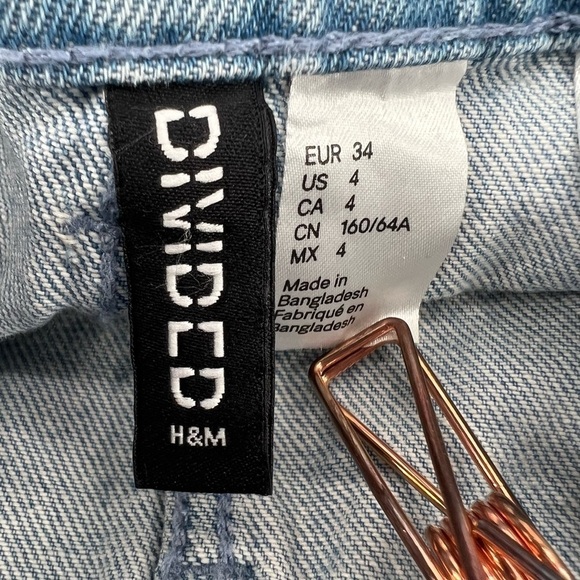 DIVIDED
H&M
EUR 34
US 4
CA 4
CN 160/64A
MX 4
Made in
Bangladesh
Fabriqué en
Bangladesh